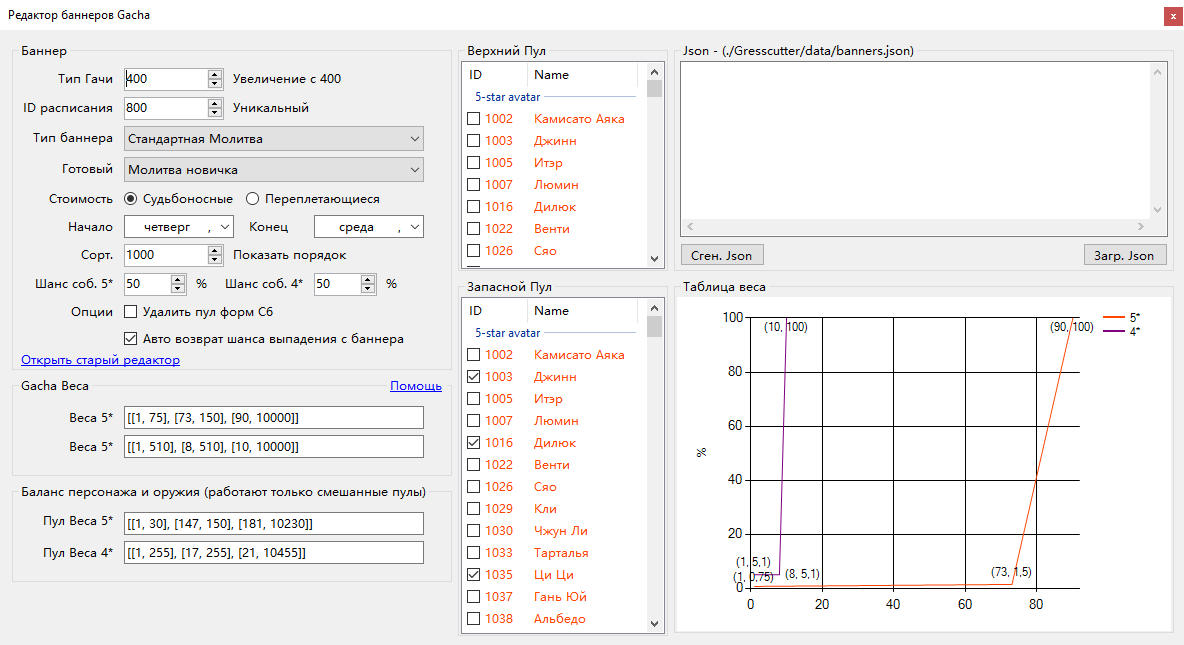 Редактор баннеров Gacha
x
Баннер
Тип Гачи 400 Увеличение с 400
ID расписания 800 Уникальный
Тип баннера Стандартная Молитва
Готовый Молитва новичка
Стоимость Судьбоносные Переплетающиеся
Начало четверг , Конец среда ,
Сорт. 1000 Показать порядок
Шанс соб. 5* 50 % Шанс соб. 4* 50 %
Опции Удалить пул форм C6
Авто возврат шанса выпадения с баннера
Открыть старый редактор
Gacha Веса Помощь
Веса 5* [[1, 75], [73, 150], [90, 10000]]
Веса 5* [[1, 510], [8, 510], [10, 10000]]
Баланс персонажа и оружия (работают только смешанные пулы)
Пул Веса 5* [[1, 30], [147, 150], [181, 10230]]
Пул Веса 4* [[1, 255], [17, 255], [21, 10455]]
Верхний Пул
ID Name
5-star avatar
1002 Камисато Аяка
1003 Джинн
1005 Итэр
1007 Люмин
1016 Дилюк
1022 Венти
1026 Сяо
Запасной Пул
ID Name
5-star avatar
1002 Камисато Аяка
1003 Джинн
1005 Итэр
1007 Люмин
1016 Дилюк
1022 Венти
1026 Сяо
1029 Кли
1030 Чжун Ли
1033 Тарталья
1035 Ци Ци
1037 Гань Юй
1038 Альбедо
Json - (./Gresscutter/data/banners.json)
Сген. Json Загр. Json
Таблица веса
100
80
60
40
20
0
%
0 20 40 60 80
(10, 100)
(90, 100)
(1, 5,1)
(1, 0,75)
(8, 5,1)
(73, 1,5)
5*
4*